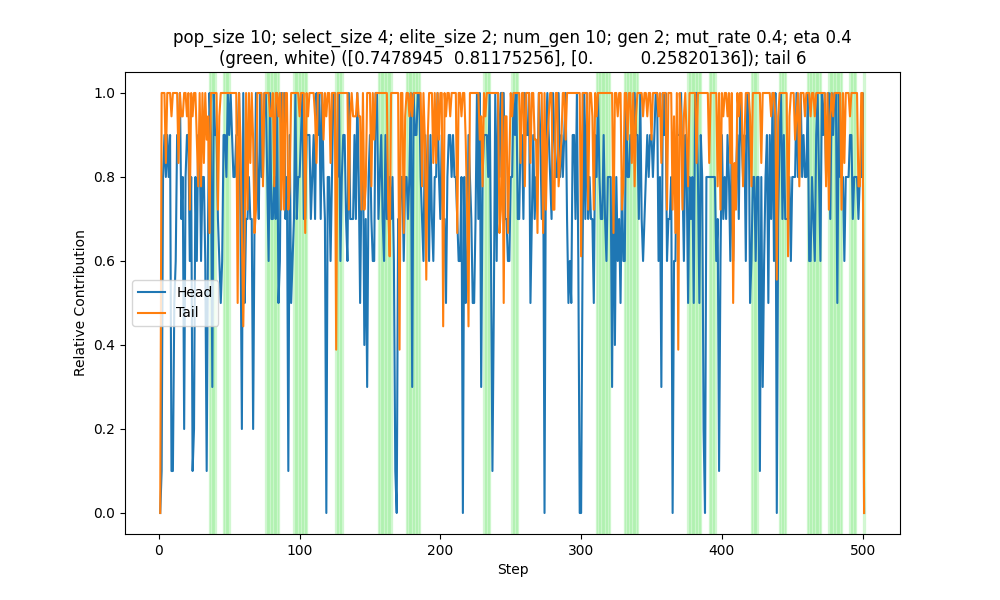 pop_size 10; select_size 4; elite_size 2; num_gen 10; gen 2; mut_rate 0.4; eta 0.4
(green, white) ([0.7478945  0.81175256], [0.         0.25820136]); tail 6
Relative Contribution
1.0
0.8
0.6
0.4
0.2
0.0
Head
Tail
0 100 200 300 400 500
Step